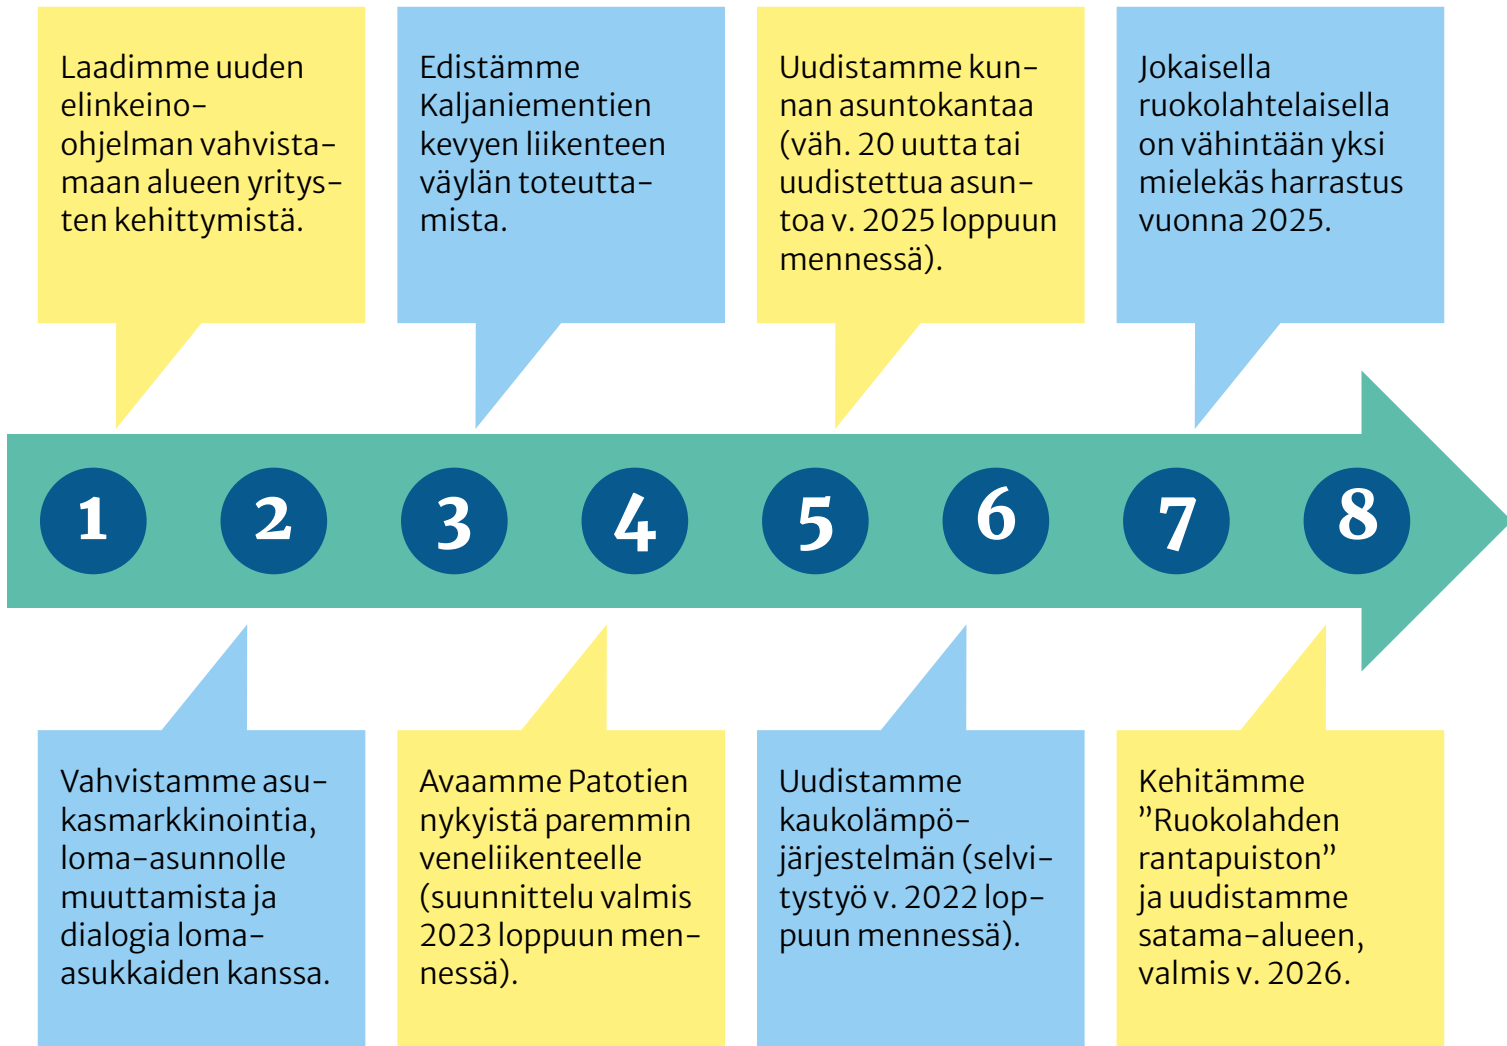 Laadimme uuden
elinkeino-
ohjelman vahvista-
maan alueen yritys-
ten kehittymistä.
Edistämme
Kaljaniementien
kevyen liikenteen
väylän toteutta-
mista.
Uudistamme kun-
nan asuntokantaa
(väh. 20 uutta tai
uudistettua asun-
toa v. 2025 loppuun
mennessä).
Jokaisella
ruokolahtelaisella
on vähintään yksi
mielekäs harrastus
vuonna 2025.
1 2 3 4 5 6 7 8
Vahvistamme asu-
kasmarkkinointia,
loma-asunnolle
muuttamista ja
dialogia loma-
asukkaiden kanssa.
Avaamme Patotien
nykyistä paremmin
veneliikenteelle
(suunnittelu valmis
2023 loppuun men-
nessä).
Uudistamme
kaukolämpö-
järjestelmän (selvi-
tystyö v. 2022 lop-
puun mennessä).
Kehitämme
”Ruokolahden
rantapuiston”
ja uudistamme
satama-alueen,
valmis v. 2026.